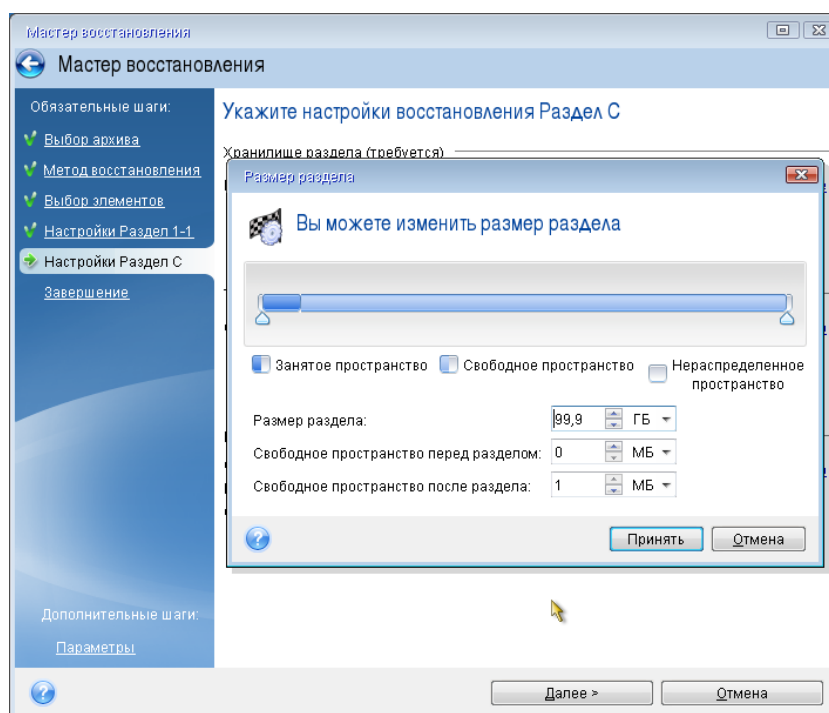 Мастер восстановления
Мастер восстановления
Обязательные шаги:
Выбор архива
Метод восстановления
Выбор элементов
Настройки Раздел 1-1
Настройки Раздел C
Завершение
Дополнительные шаги:
Параметры
Укажите настройки восстановления Раздел C
Хранилище раздела (требуется)
Размер раздела
Вы можете изменить размер раздела
Занятое пространство
Свободное пространство
Нераспределенное
пространство
Размер раздела: 99,9 ГБ
Свободное пространство перед разделом: 0 МБ
Свободное пространство после раздела: 1 МБ
Принять
Отмена
Далее >
Отмена